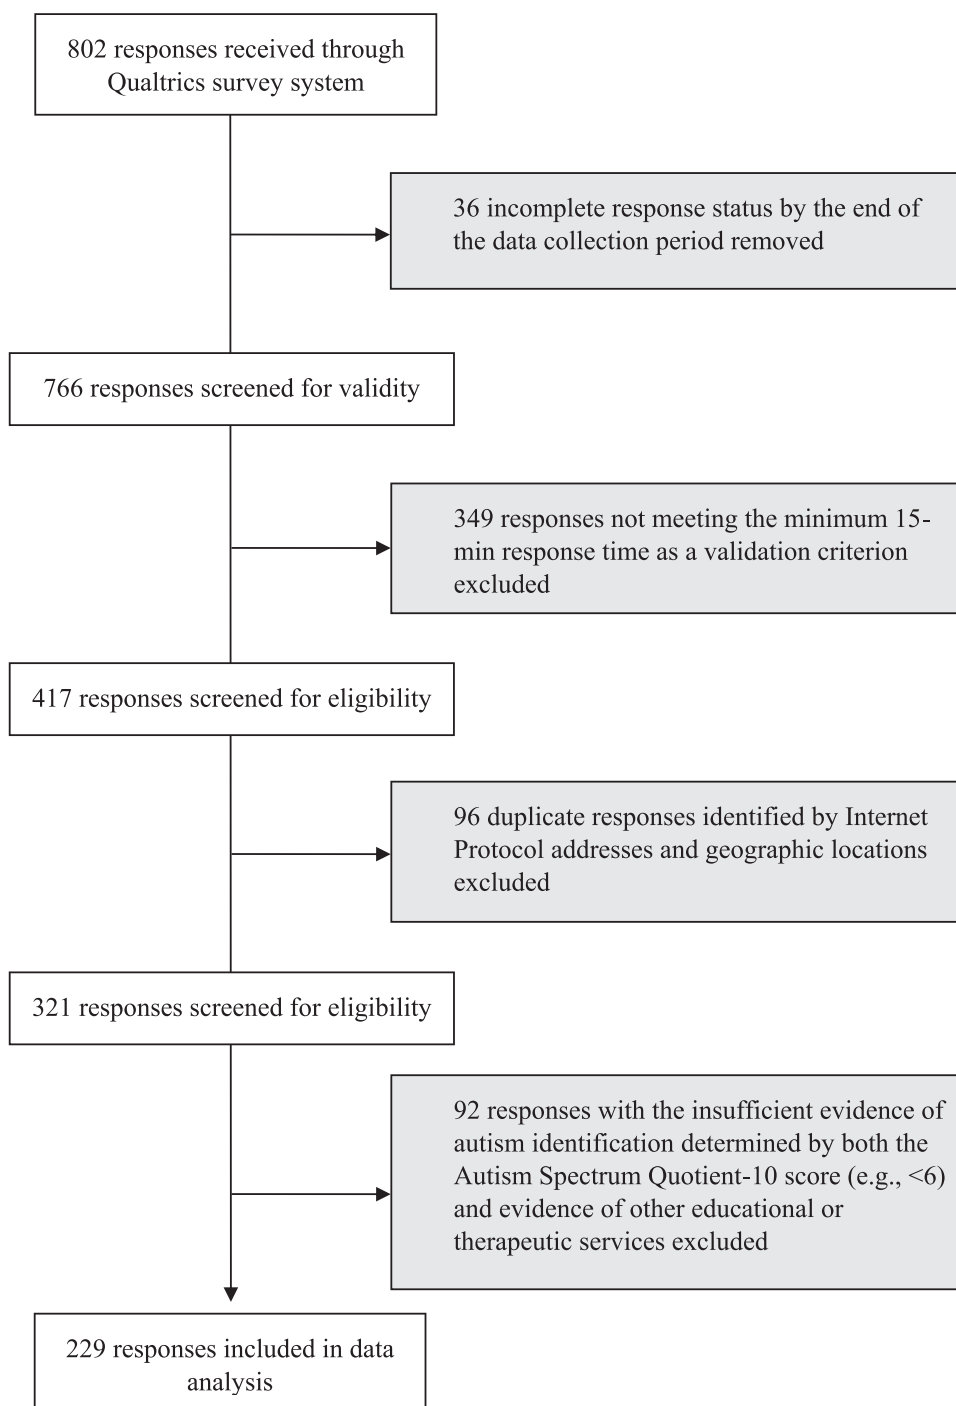 802 responses received through
Qualtrics survey system
36 incomplete response status by the end of
the data collection period removed
766 responses screened for validity
349 responses not meeting the minimum 15-
min response time as a validation criterion
excluded
417 responses screened for eligibility
96 duplicate responses identified by Internet
Protocol addresses and geographic locations
excluded
321 responses screened for eligibility
92 responses with the insufficient evidence of
autism identification determined by both the
Autism Spectrum Quotient-10 score (e.g., <6)
and evidence of other educational or
therapeutic services excluded
229 responses included in data
analysis